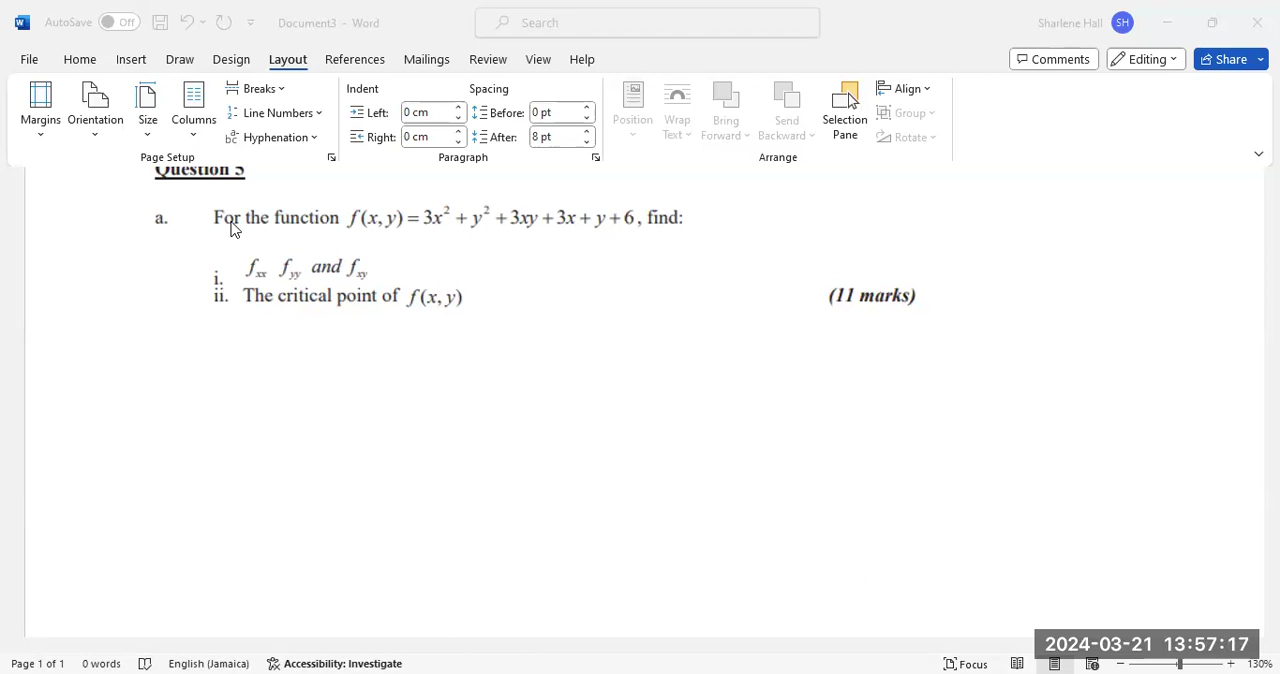 AutoSave Off Document3 - Word Search Sharlene Hall SH
File Home Insert Draw Design Layout References Mailings Review View Help Comments Editing Share
Margins Orientation Size Columns Breaks Line Numbers Hyphenation
Page Setup
Indent Spacing
Left: 0 cm Before: 0 pt
Right: 0 cm After: 8 pt
Paragraph
Position Wrap Text Bring Forward Send Backward Selection Pane Align Group Rotate
Arrange
Question 5
a. For the function f(x, y) = 3x² + y² + 3xy + 3x + y + 6, find:
i. fxx fyy and fxy
ii. The critical point of f(x, y) (11 marks)
2024-03-21 13:57:17
Page 1 of 1 0 words English (Jamaica) Accessibility: Investigate Focus 130%